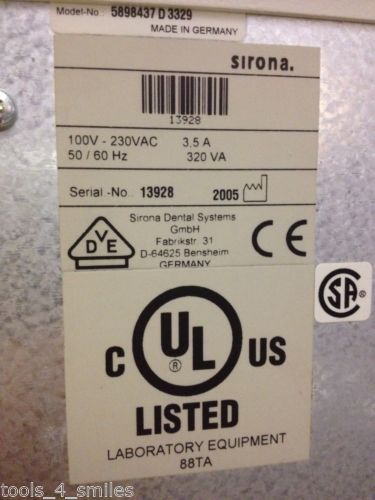 Model-No.: 5898437 D 3329
MADE IN GERMANY
sirona.
13928
100V - 230VAC 3,5 A
50 / 60 Hz 320 VA
Serial -No.: 13928 2005
Sirona Dental Systems
GmbH
Fabrikstr. 31
D-64625 Bensheim
GERMANY
VDE
CE
CSA
C UL US
®
LISTED
LABORATORY EQUIPMENT
88TA
tools_4_smiles